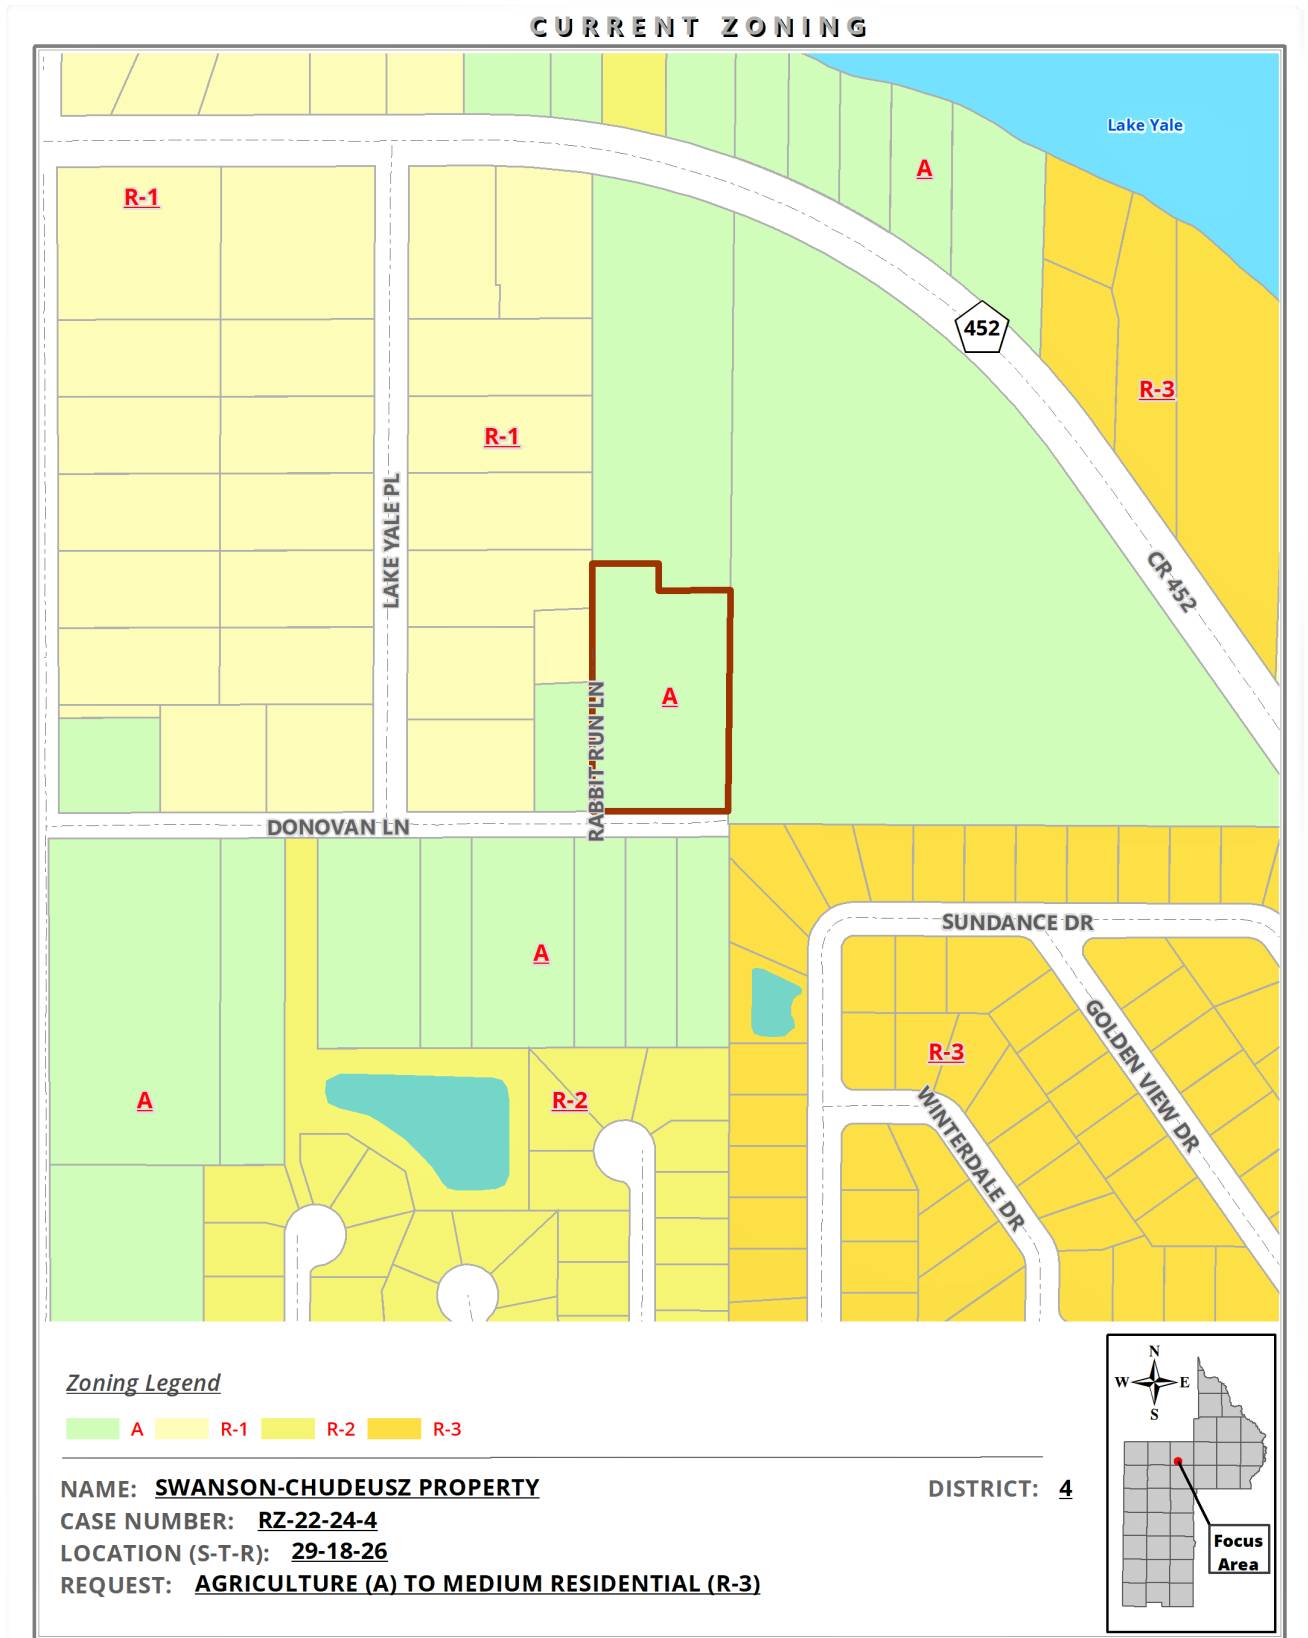 CURRENT ZONING
Lake Yale
A
R-1
452
R-3
R-1
LAKE YALE PL
CR 452
A
RABBIT RUN LN
DONOVAN LN
SUNDANCE DR
A
GOLDEN VIEW DR
R-3
A
R-2
WINTERDALE DR
Zoning Legend
A R-1 R-2 R-3
N
W E
S
NAME: SWANSON-CHUDEUSZ PROPERTY
DISTRICT: 4
CASE NUMBER: RZ-22-24-4
LOCATION (S-T-R): 29-18-26
REQUEST: AGRICULTURE (A) TO MEDIUM RESIDENTIAL (R-3)
Focus
Area